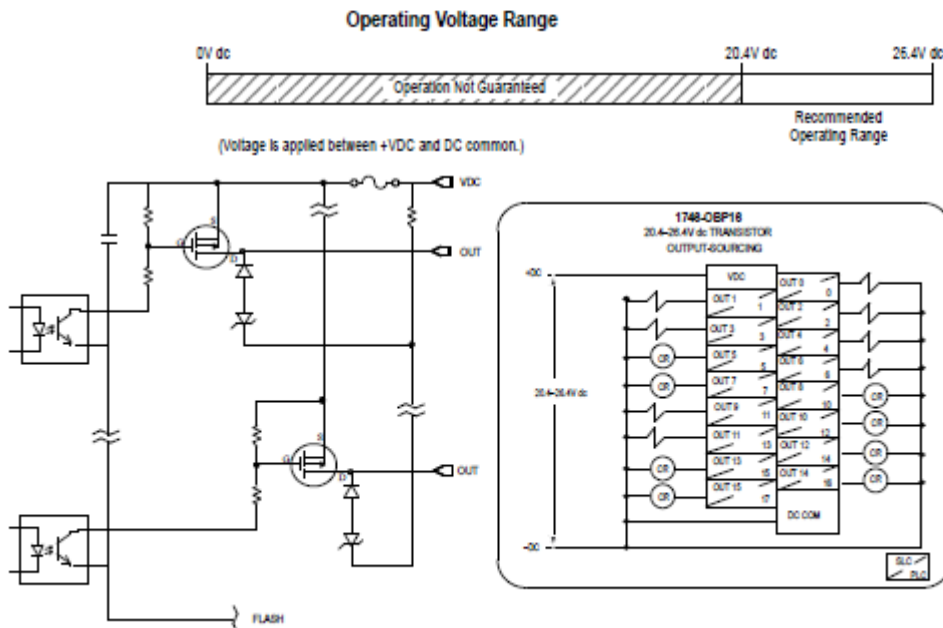 Operating Voltage Range
0V dc
20.4V dc
26.4V dc
Operation Not Guaranteed
Recommended
Operating Range
(Voltage is applied between +VDC and DC common.)
VDC
S
G
D
OUT
S
G
D
OUT
FLASH
1746-OBP16
20.4–26.4V dc TRANSISTOR
OUTPUT-SOURCING
+DC
VDC
OUT 0
0
OUT 1
1
OUT 2
2
OUT 3
3
OUT 4
4
CR
OUT 5
5
OUT 6
6
CR
OUT 7
7
OUT 8
10
CR
OUT 9
11
OUT 10
12
CR
OUT 11
13
OUT 12
14
CR
CR
OUT 13
15
OUT 14
16
CR
CR
OUT 15
17
DC COM
20.4–26.4V dc
–DC
SLC
PLC